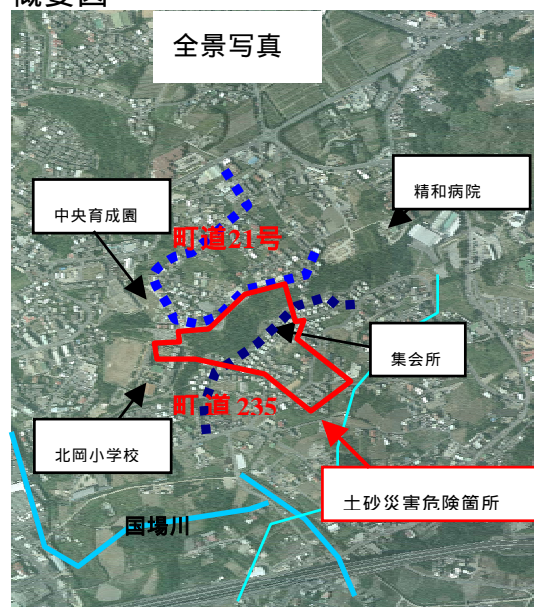 概要図
全景写真
精和病院
中央育成園
町道21号
集会所
町道 235
北岡小学校
土砂災害危険箇所
国場川